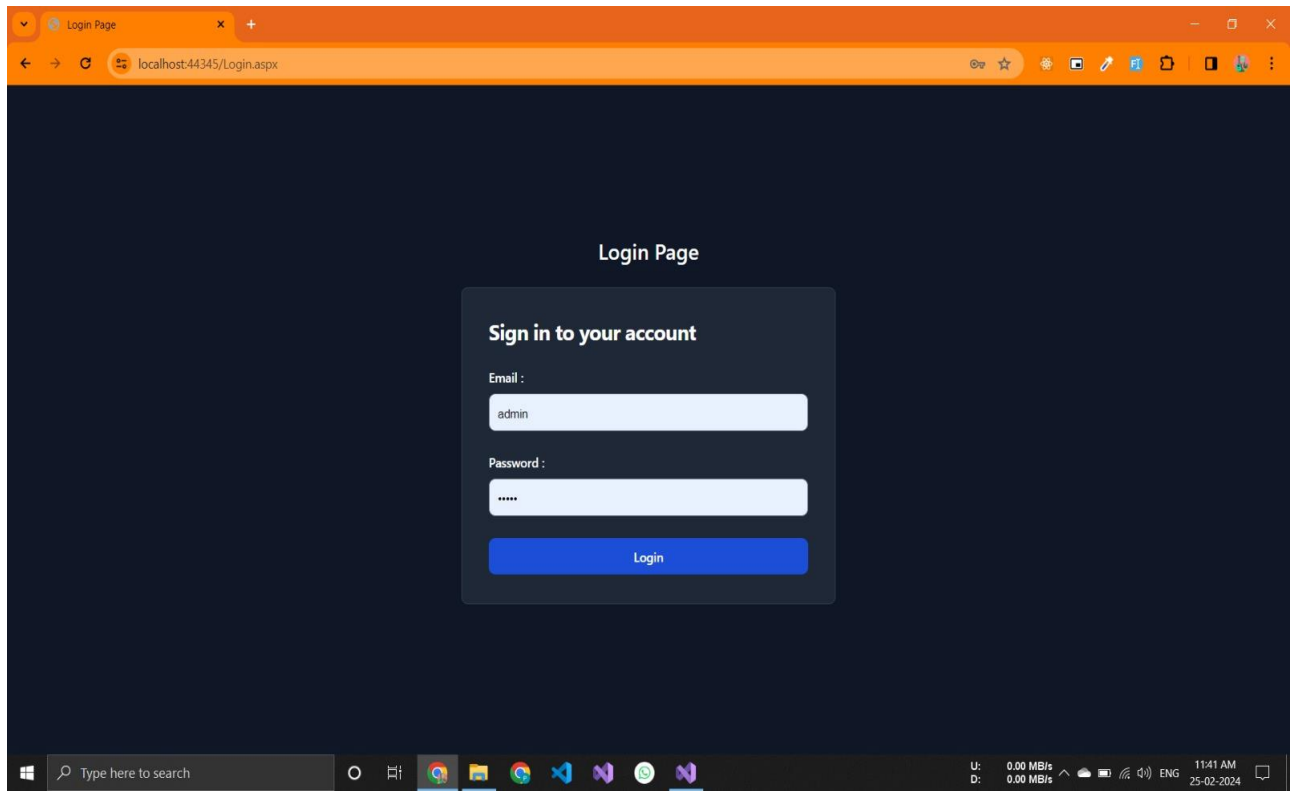 Login Page
localhost:44345/Login.aspx
Login Page
Sign in to your account
Email :
admin
Password :
•••••
Login
Type here to search
U: 0.00 MB/s
D: 0.00 MB/s
ENG
11:41 AM
25-02-2024